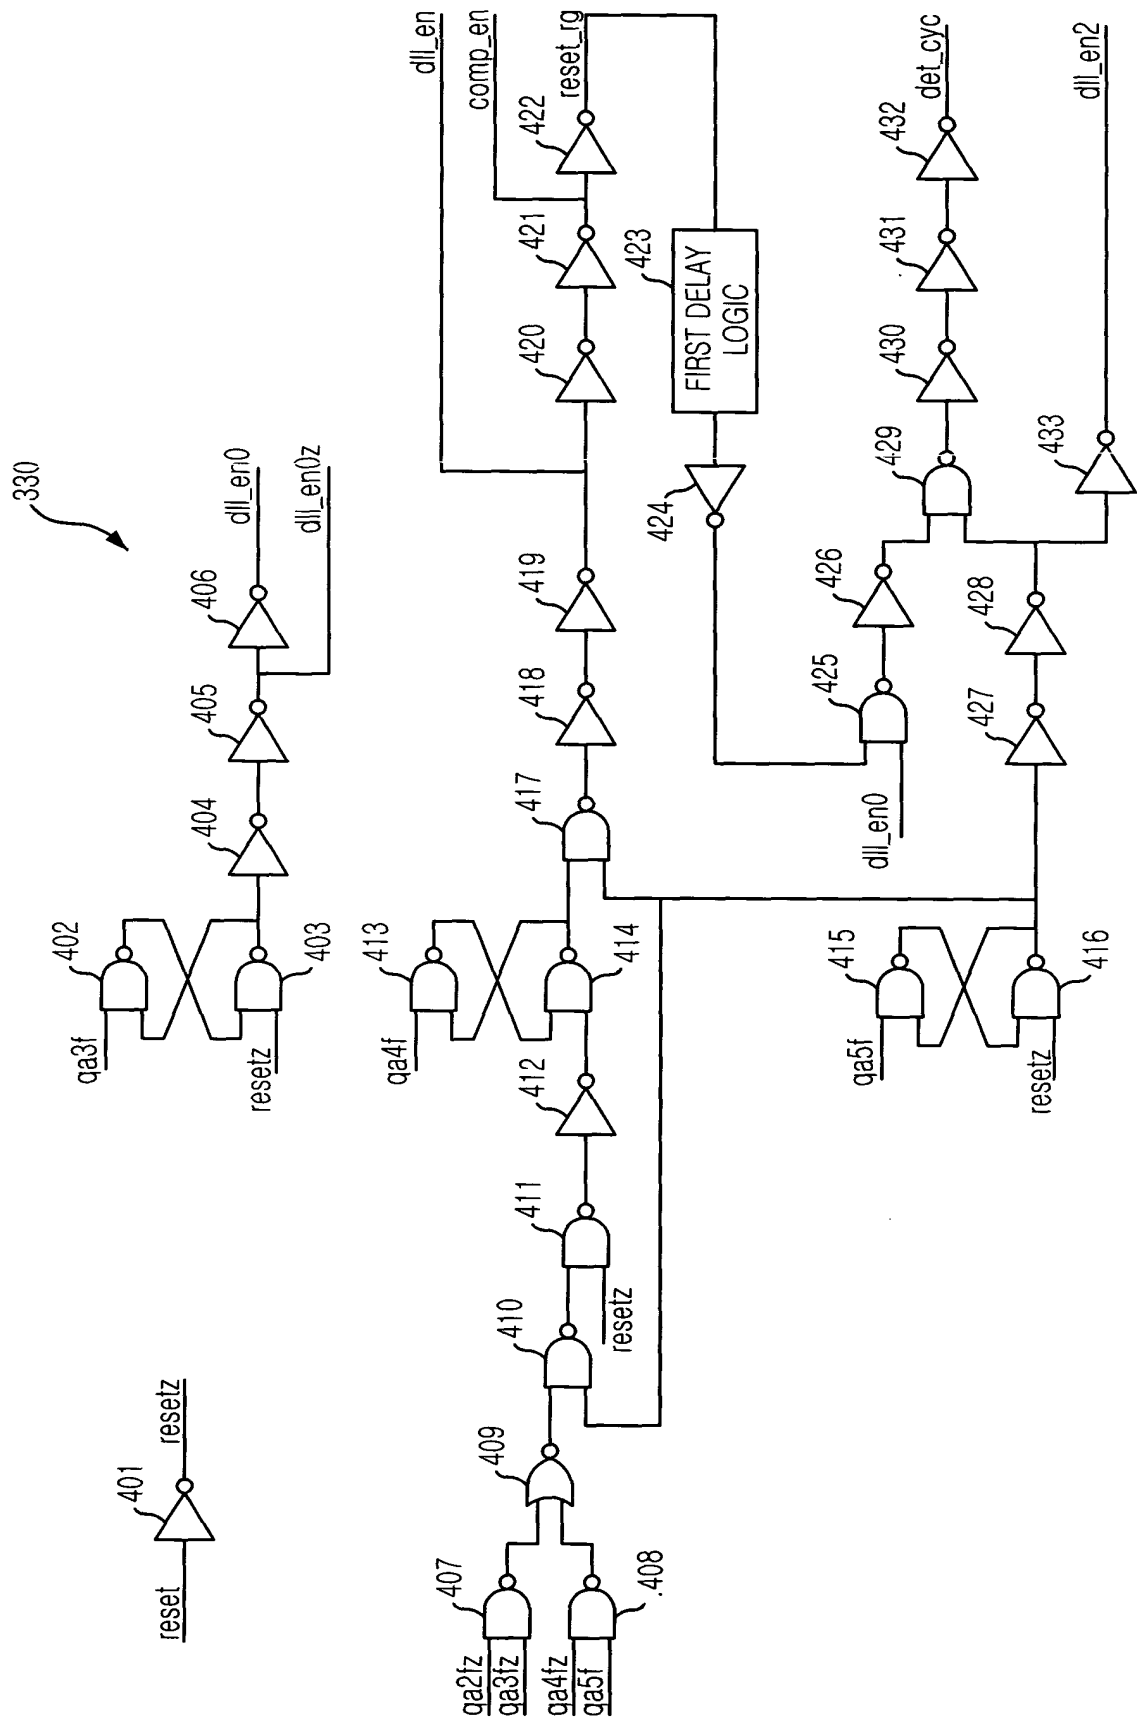 330
reset
401
resetz
qa3f
402
resetz
403
404
405
406
dll_en0
dll_en0z
qa2fz
qa3fz
407
qa4fz
qa5f
408
409
410
resetz
411
412
qa4f
413
414
417
418
419
dll_en
420
421
comp_en
422
reset_rg
423
FIRST DELAY
LOGIC
424
dll_en0
425
426
qa5f
415
resetz
416
427
428
429
430
431
432
det_cyc
433
dll_en2